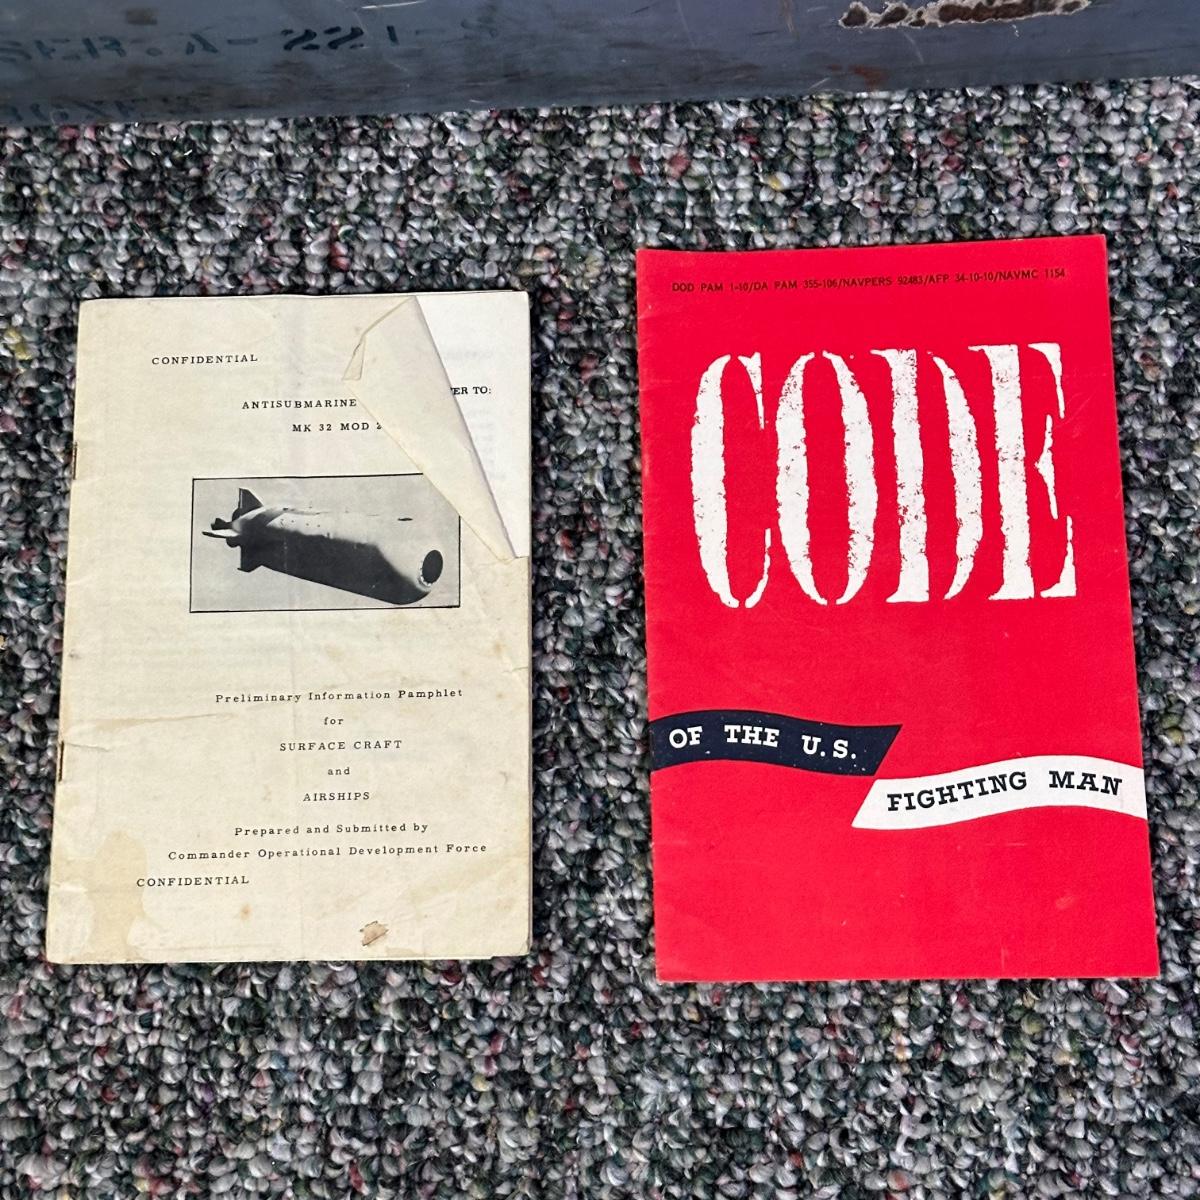 CONFIDENTIAL
ER TO:
ANTISUBMARINE
MK 32 MOD 2
Preliminary Information Pamphlet
for
SURFACE CRAFT
and
AIRSHIPS
Prepared and Submitted by
Commander Operational Development Force
CONFIDENTIAL
DOD PAM 1-10/DA PAM 355-106/NAVPERS 92483/AFP 34-10-10/NAVMC 1154
CODE
OF THE U.S.
FIGHTING MAN